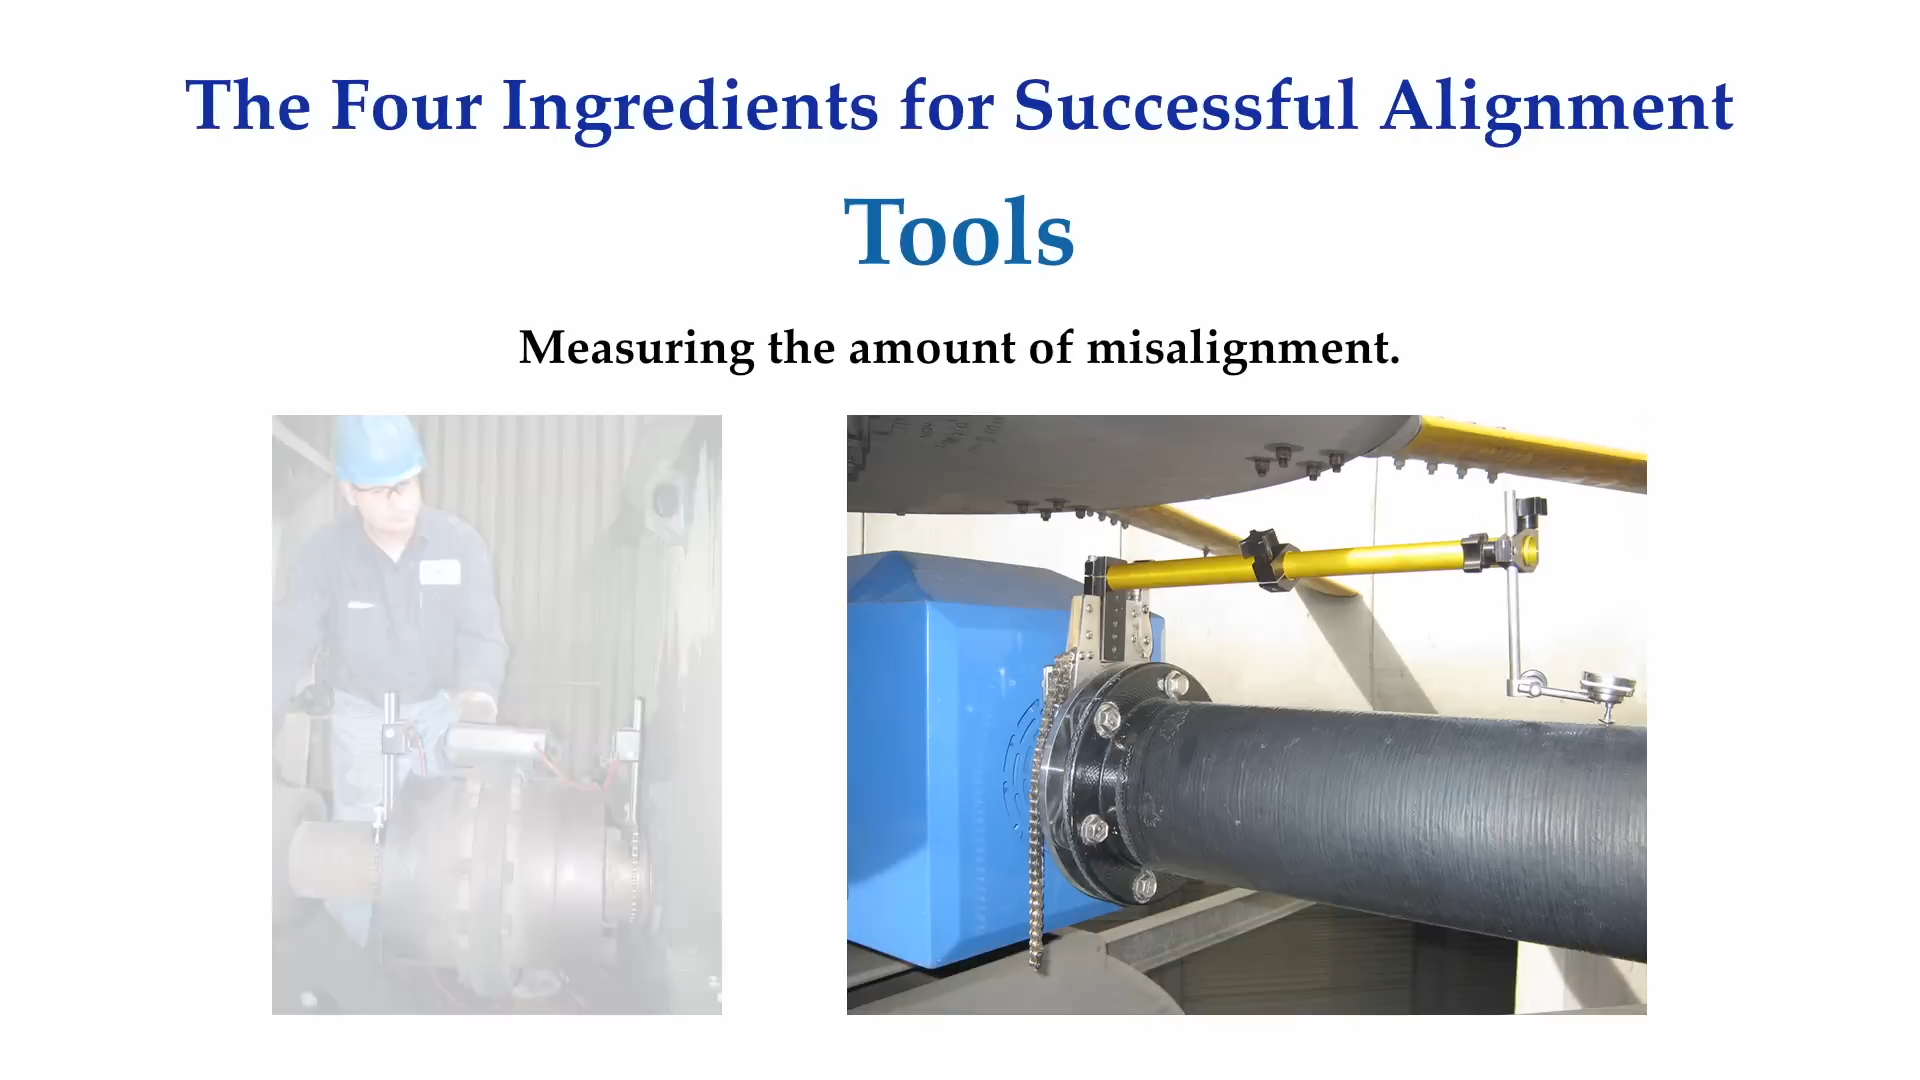 The Four Ingredients for Successful Alignment
Tools
Measuring the amount of misalignment.